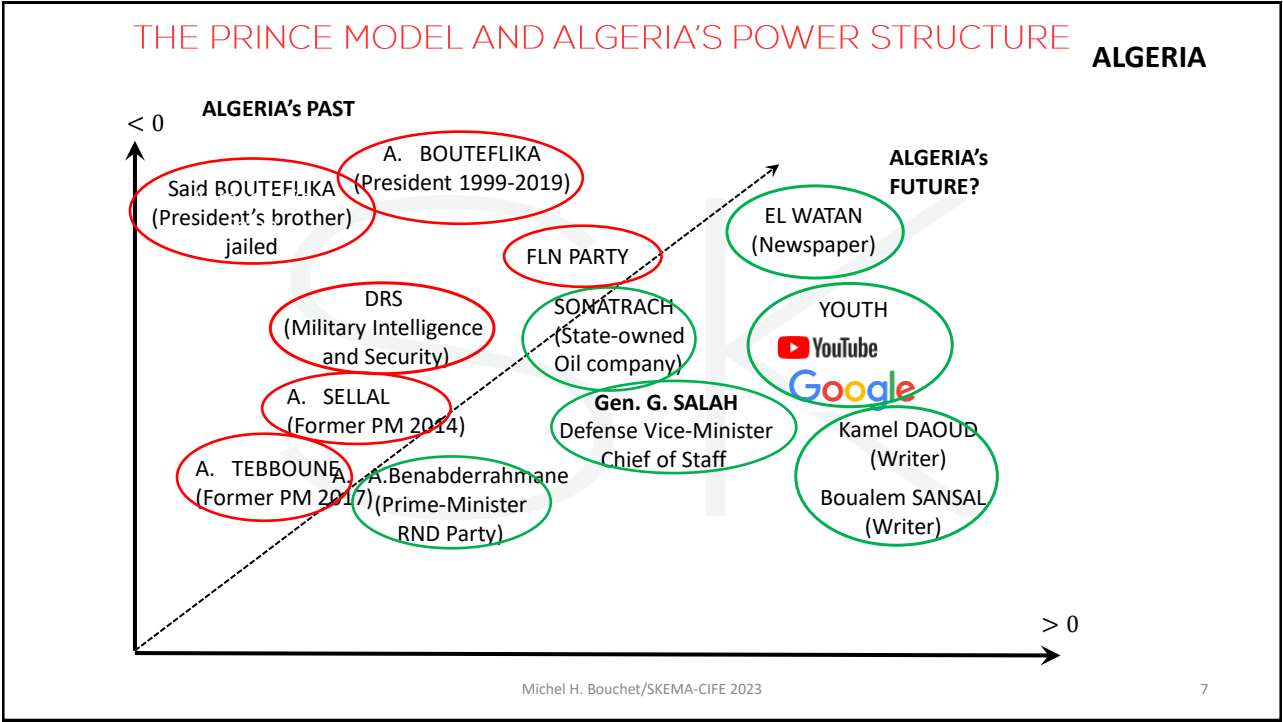 THE PRINCE MODEL AND ALGERIA'S POWER STRUCTURE
ALGERIA
ALGERIA's PAST
< 0
A. BOUTEFLIKA
(President 1999-2019)
Said BOUTEFLIKA
(President's brother)
jailed
ALGERIA's
FUTURE?
EL WATAN
(Newspaper)
FLN PARTY
DRS
(Military Intelligence
and Security)
SONATRACH
(State-owned
Oil company)
YOUTH
YouTube
Google
A. SELLAL
(Former PM 2014)
Gen. G. SALAH
Defense Vice-Minister
Chief of Staff
Kamel DAOUD
(Writer)
Boualem SANSAL
(Writer)
A. TEBBOUNE
(Former PM 2017)
A. A.Benabderrahmane
(Prime-Minister
RND Party)
> 0
SK
Michel H. Bouchet/SKEMA-CIFE 2023
7